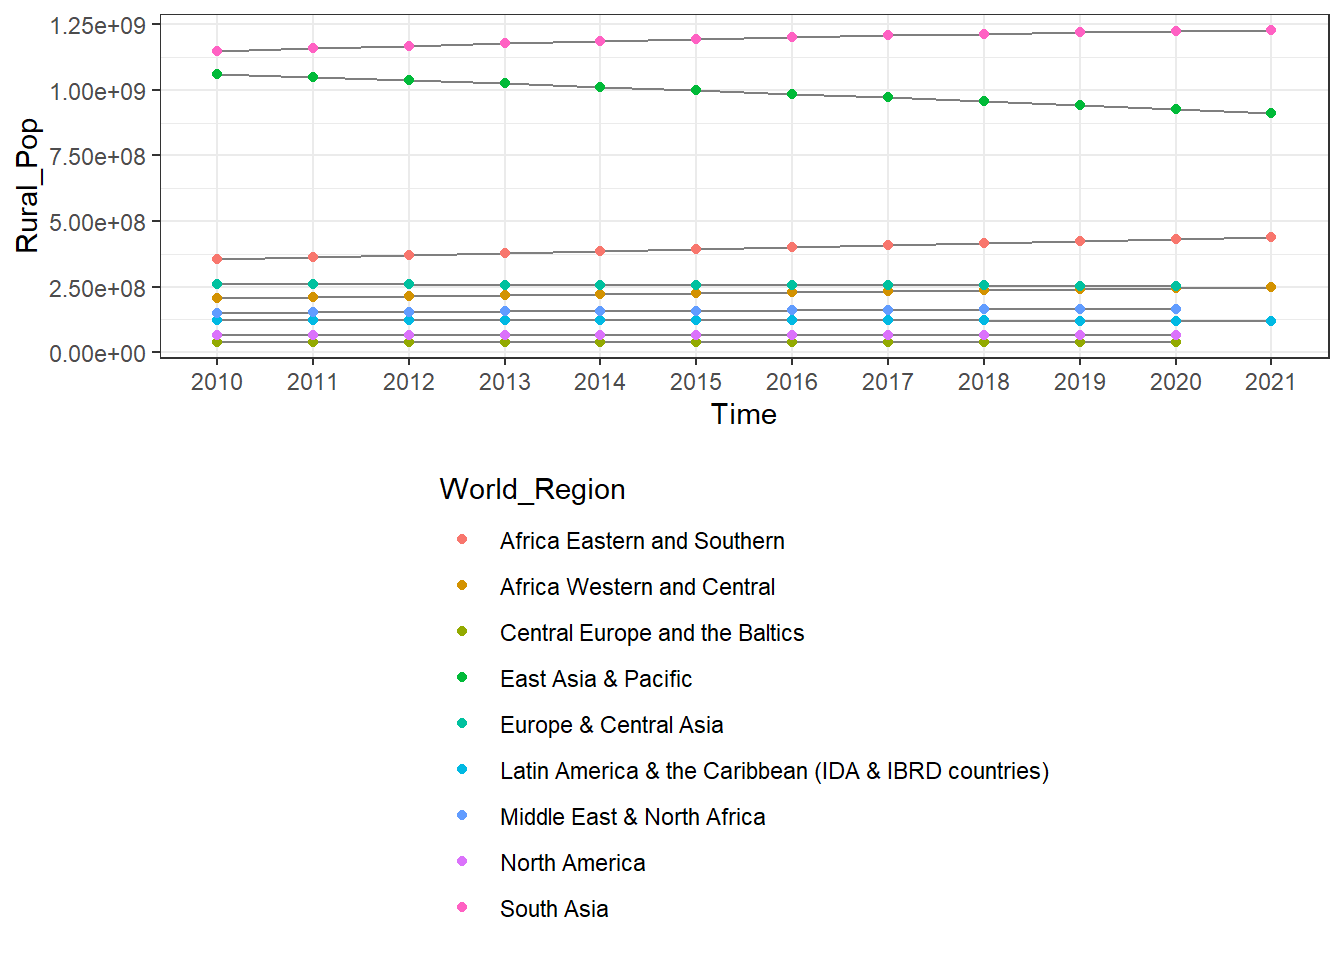 1.25e+09
1.00e+09
7.50e+08
5.00e+08
2.50e+08
0.00e+00
Rural_Pop
2010 2011 2012 2013 2014 2015 2016 2017 2018 2019 2020 2021
Time
World_Region
Africa Eastern and Southern
Africa Western and Central
Central Europe and the Baltics
East Asia & Pacific
Europe & Central Asia
Latin America & the Caribbean (IDA & IBRD countries)
Middle East & North Africa
North America
South Asia